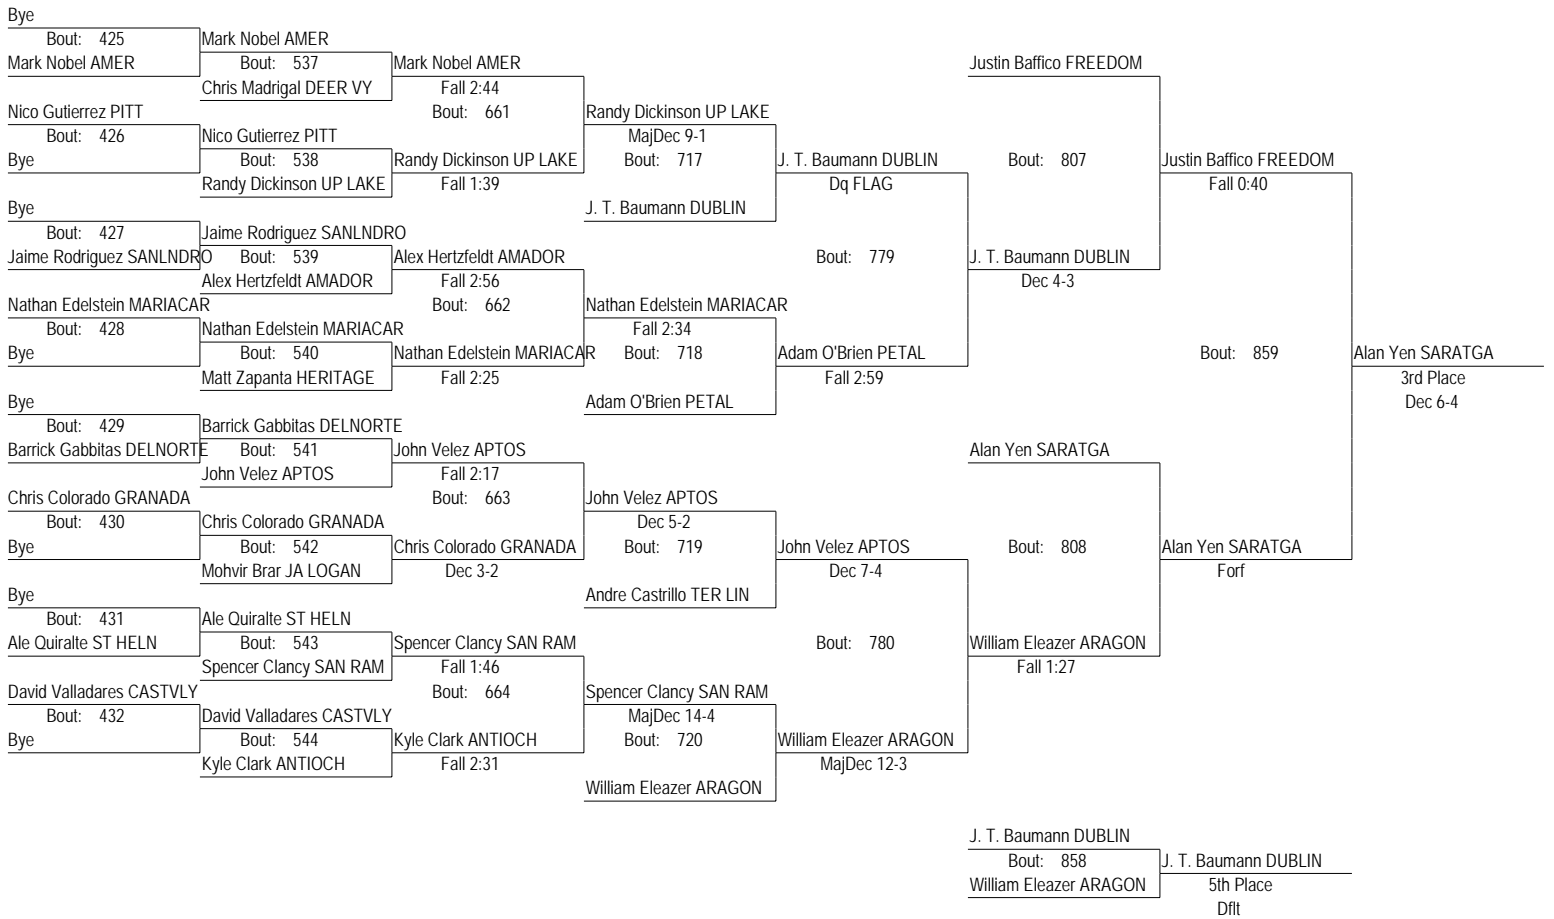 Bye
Bout: 425
Mark Nobel AMER
Nico Gutierrez PITT
Bout: 426
Bye
Bye
Bout: 427
Jaime Rodriguez SANLNDRO
Nathan Edelstein MARIACAR
Bout: 428
Bye
Bye
Bout: 429
Barrick Gabbitas DELNORTE
Chris Colorado GRANADA
Bout: 430
Bye
Bye
Bout: 431
Ale Quiralte ST HELN
David Valladares CASTVLY
Bout: 432
Bye
Mark Nobel AMER
Bout: 537
Chris Madrigal DEER VY
Nico Gutierrez PITT
Bout: 538
Randy Dickinson UP LAKE
Jaime Rodriguez SANLNDRO
Bout: 539
Alex Hertzfeldt AMADOR
Nathan Edelstein MARIACAR
Bout: 540
Matt Zapanta HERITAGE
Barrick Gabbitas DELNORTE
Bout: 541
John Velez APTOS
Chris Colorado GRANADA
Bout: 542
Mohvir Brar JA LOGAN
Ale Quiralte ST HELN
Bout: 543
Spencer Clancy SAN RAM
David Valladares CASTVLY
Bout: 544
Kyle Clark ANTIOCH
Mark Nobel AMER
Fall 2:44
Bout: 661
Randy Dickinson UP LAKE
Fall 1:39
Alex Hertzfeldt AMADOR
Fall 2:56
Bout: 662
Nathan Edelstein MARIACAR
Fall 2:25
John Velez APTOS
Fall 2:17
Bout: 663
Chris Colorado GRANADA
Dec 3-2
Spencer Clancy SAN RAM
Fall 1:46
Bout: 664
Kyle Clark ANTIOCH
Fall 2:31
Randy Dickinson UP LAKE
MajDec 9-1
Bout: 717
J. T. Baumann DUBLIN
Nathan Edelstein MARIACAR
Fall 2:34
Bout: 718
Adam O'Brien PETAL
John Velez APTOS
Dec 5-2
Bout: 719
Andre Castrillo TER LIN
Spencer Clancy SAN RAM
MajDec 14-4
Bout: 720
William Eleazer ARAGON
J. T. Baumann DUBLIN
Dq FLAG
Bout: 779
Adam O'Brien PETAL
Fall 2:59
John Velez APTOS
Dec 7-4
Bout: 780
William Eleazer ARAGON
MajDec 12-3
Justin Baffico FREEDOM
Bout: 807
J. T. Baumann DUBLIN
Dec 4-3
Alan Yen SARATGA
Bout: 808
William Eleazer ARAGON
Fall 1:27
Justin Baffico FREEDOM
Fall 0:40
Bout: 859
Alan Yen SARATGA
Forf
Alan Yen SARATGA
3rd Place
Dec 6-4
J. T. Baumann DUBLIN
Bout: 858
William Eleazer ARAGON
J. T. Baumann DUBLIN
5th Place
Dflt